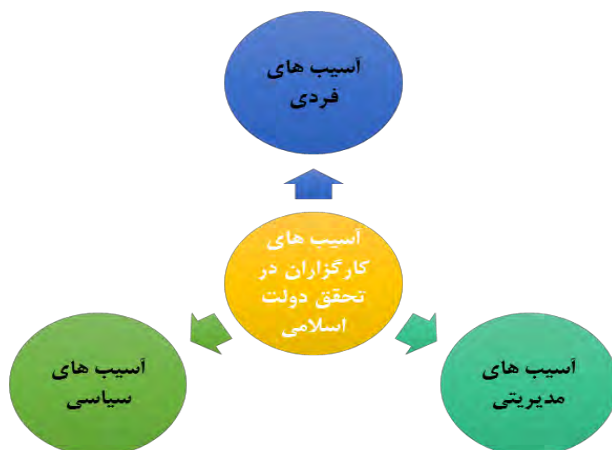 آسیب های
فردی
آسیب های
کارگزاران در
تحقق دولت
اسلامی
آسیب های
مدیریتی
آسیب های
سیاسی